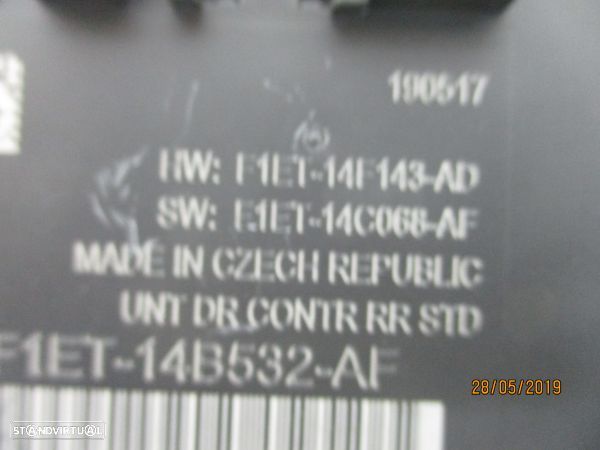 190517
HW: F1ET-14F143-AD
SW: F1ET-14C068-AF
MADE IN CZECH REPUBLIC
UNT DR CONTR RR STD
F1ET-14B532-AF
28/05/2019
STANDVIRTUAL